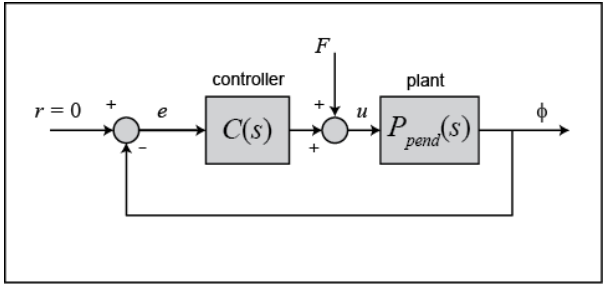 F
controller
plant
r = 0
+
e
+
u
ϕ
C(s)
P_pend(s)
-
+